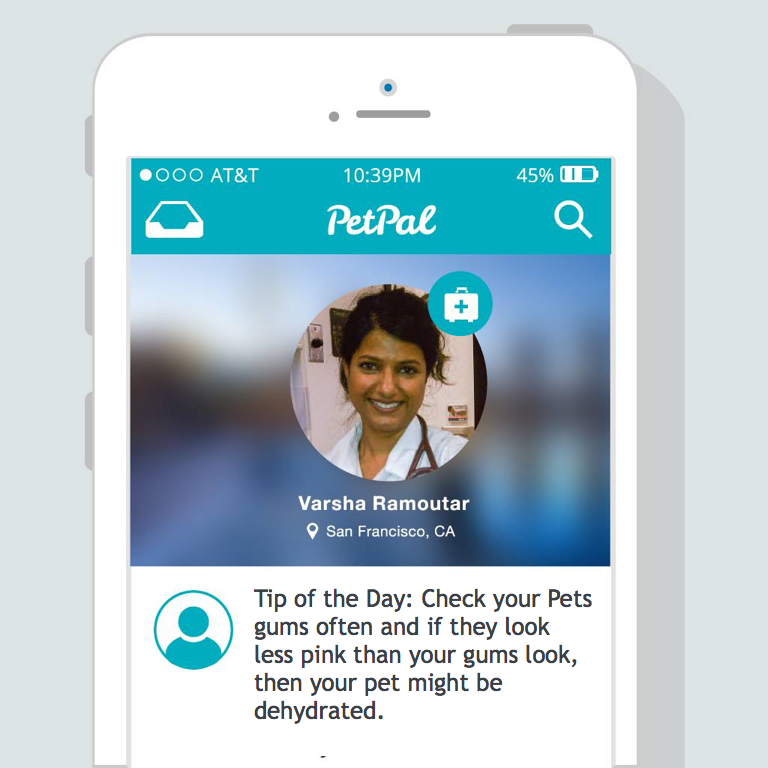 AT&T 10:39PM 45%
PetPal
Varsha Ramoutar
San Francisco, CA
Tip of the Day: Check your Pets
gums often and if they look
less pink than your gums look,
then your pet might be
dehydrated.